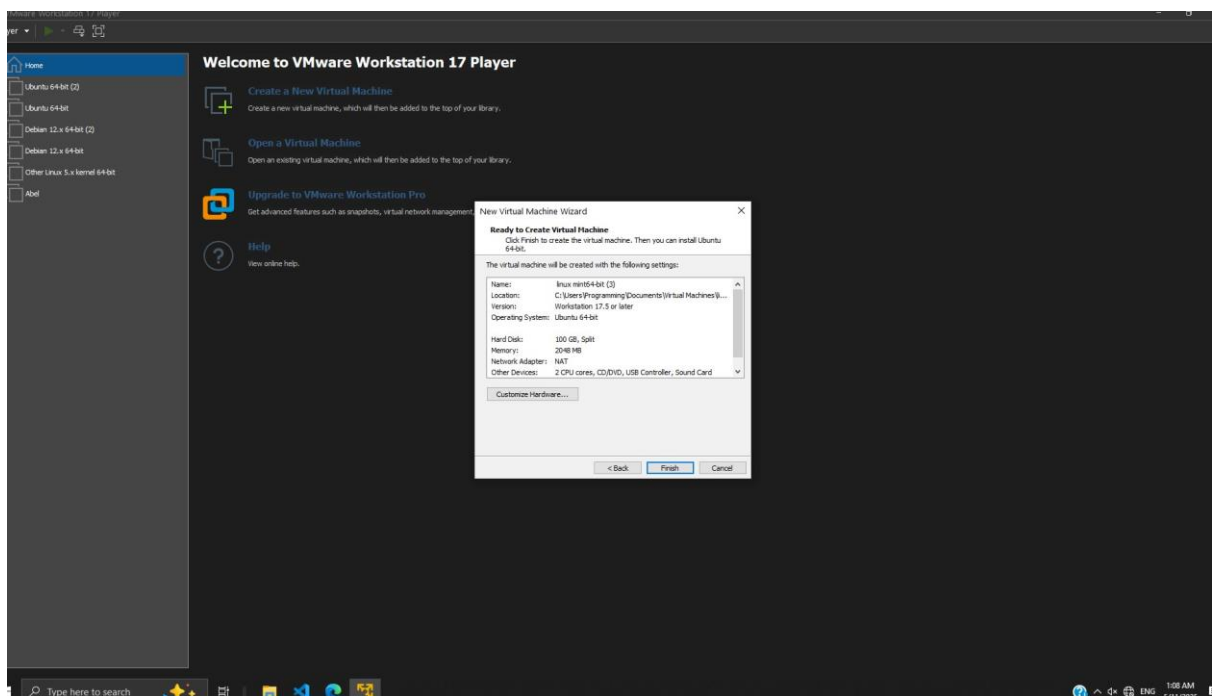 VMware Workstation 17 Player
Home
Ubuntu 64-bit (2)
Ubuntu 64-bit
Debian 12.x 64-bit (2)
Debian 12.x 64-bit
Other Linux 5.x kernel 64-bit
Abel
Welcome to VMware Workstation 17 Player
Create a New Virtual Machine
Create a new virtual machine, which will then be added to the top of your library.
Open a Virtual Machine
Open an existing virtual machine, which will then be added to the top of your library.
Upgrade to VMware Workstation Pro
Get advanced features such as snapshots, virtual network management,
Help
View online help.
New Virtual Machine Wizard
Ready to Create Virtual Machine
Click Finish to create the virtual machine. Then you can install Ubuntu
64-bit.
The virtual machine will be created with the following settings:
Name: linux mint64-bit (3)
Location: C:\Users\Programming\Documents\Virtual Machines\
Version: Workstation 17.5 or later
Operating System: Ubuntu 64-bit
Hard Disk: 100 GB, Split
Memory: 2048 MB
Network Adapter: NAT
Other Devices: 2 CPU cores, CD/DVD, USB Controller, Sound Card
Customize Hardware...
< Back Finish Cancel
Type here to search
ENG
1:08 AM